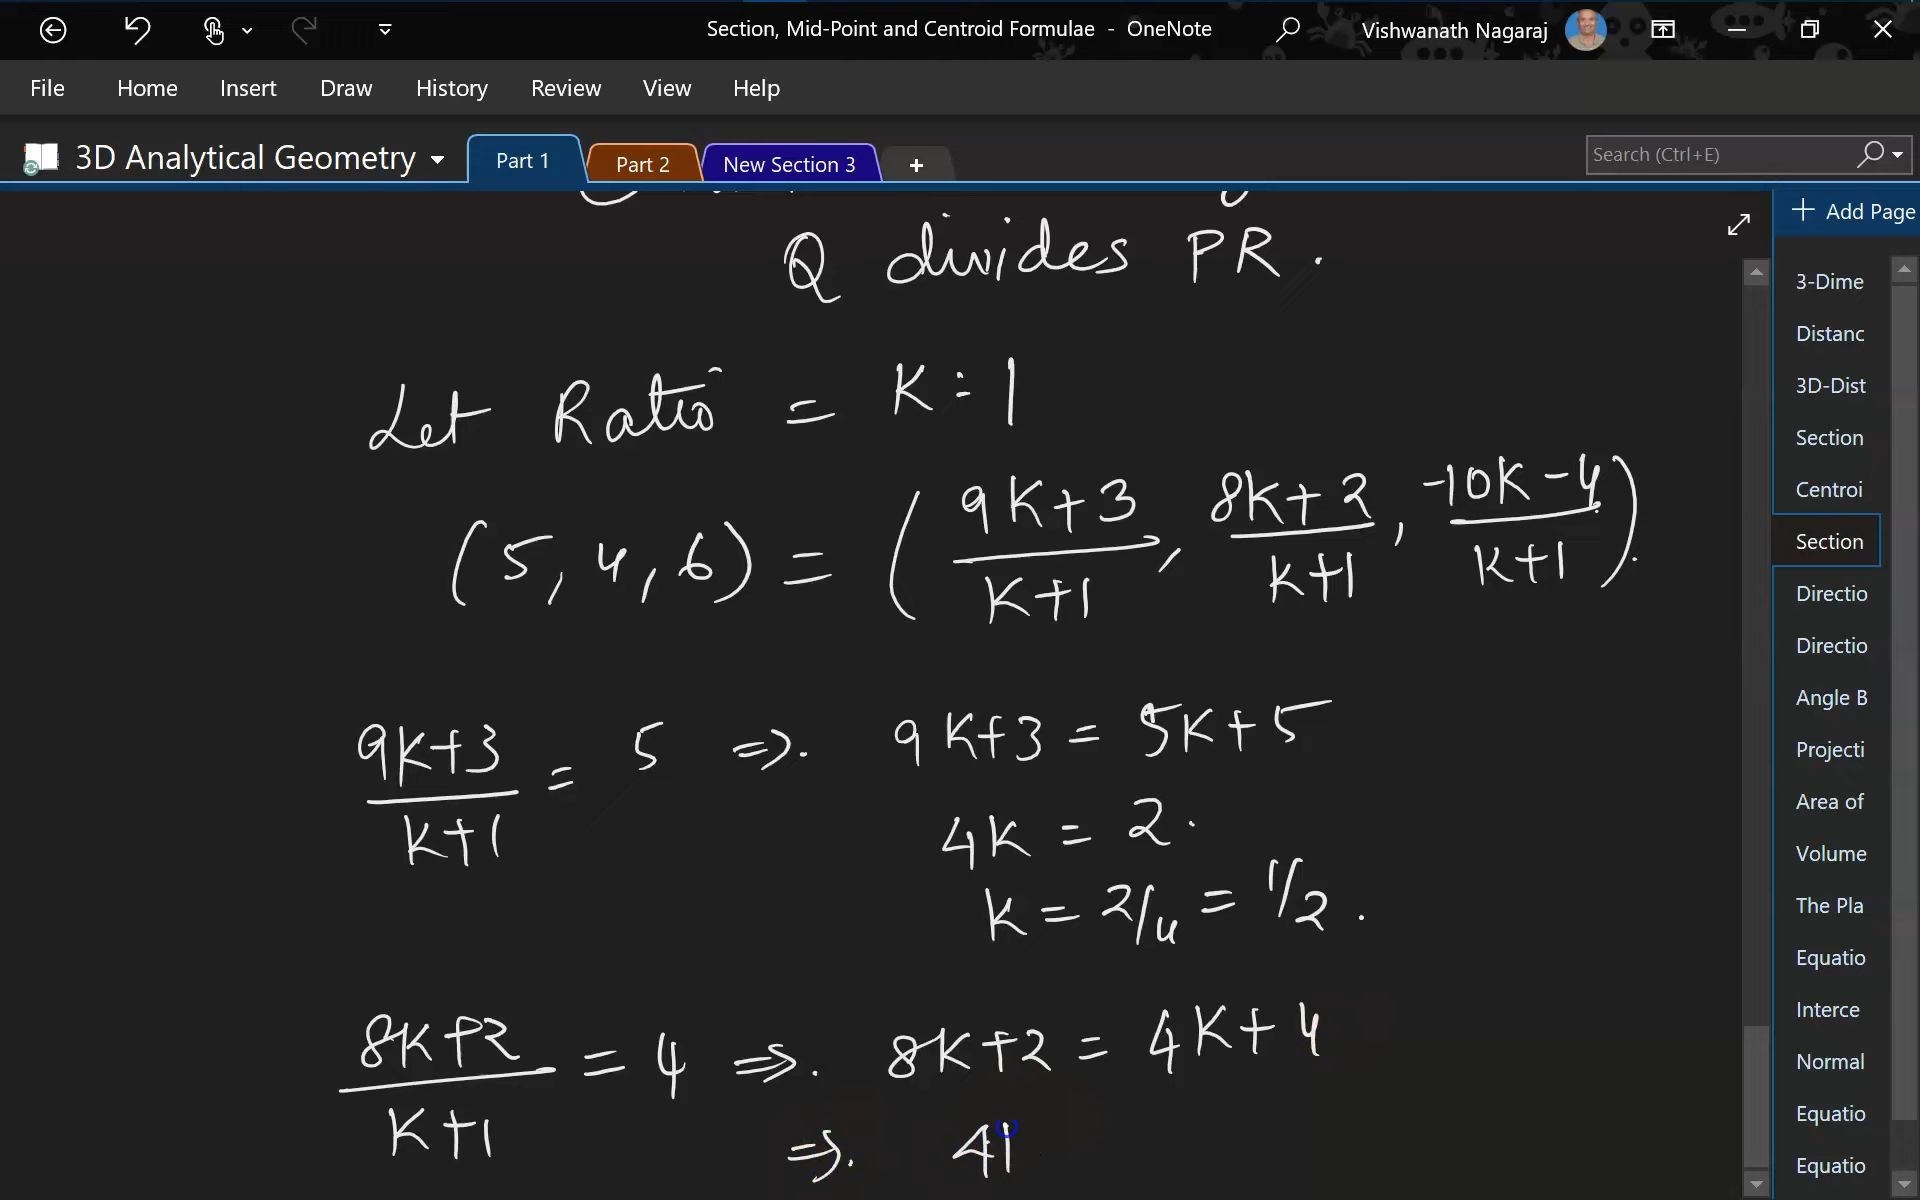 Section, Mid-Point and Centroid Formulae - OneNote
Vishwanath Nagaraj
File Home Insert Draw History Review View Help
3D Analytical Geometry
Part 1
Part 2
New Section 3
+
Search (Ctrl+E)
Q divides PR.
Let Ratio = K:1
(5, 4, 6) = ( 9K+3/K+1, 8K+2/K+1, -10K-4/K+1 ).
9K+3/K+1 = 5 ⇒. 9K+3 = 5K+5
4K = 2.
K = 2/4 = 1/2.
8K+2/K+1 = 4 ⇒. 8K+2 = 4K+4
⇒. 4
+ Add Page
3-Dime
Distanc
3D-Dist
Section
Centroi
Section
Directio
Directio
Angle B
Projecti
Area of
Volume
The Pla
Equatio
Interce
Normal
Equatio
Equatio